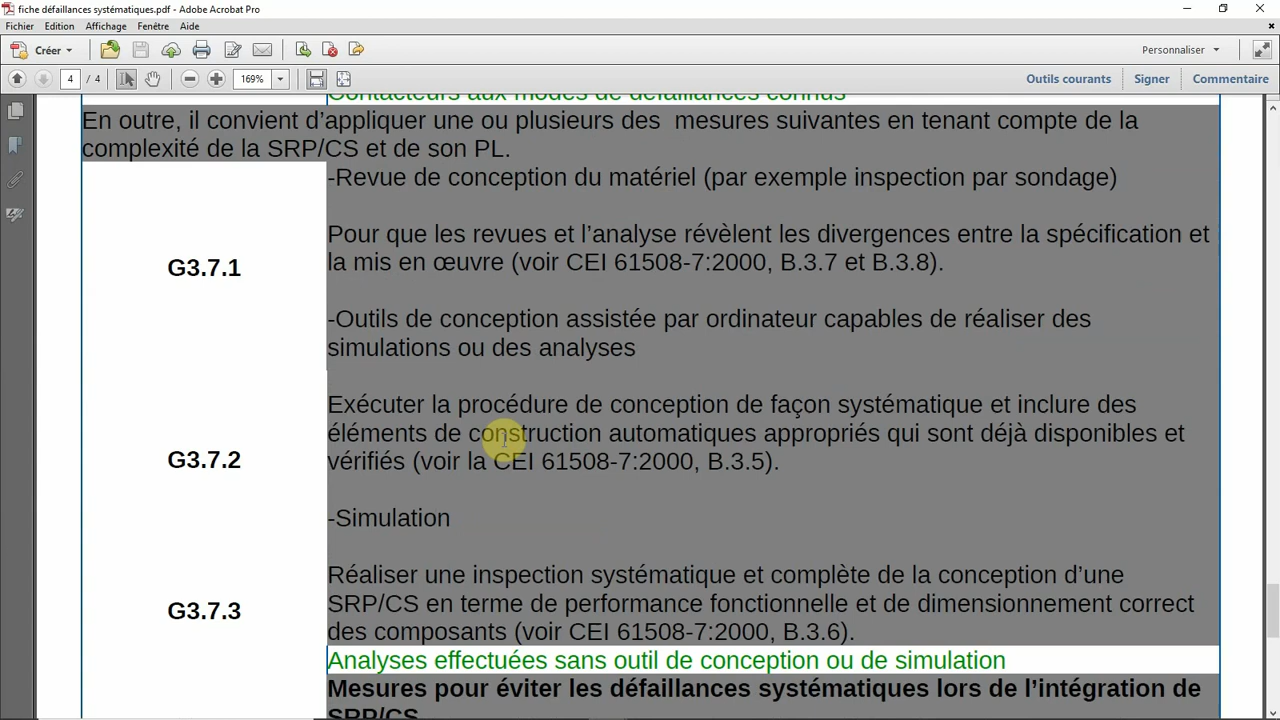 fiche défaillances systématiques.pdf - Adobe Acrobat Pro
Fichier Edition Affichage Fenêtre Aide
Créer Personnaliser
4 / 4 169% Outils courants Signer Commentaire
Contacteurs aux modes de défaillances connus
En outre, il convient d’appliquer une ou plusieurs des mesures suivantes en tenant compte de la
complexité de la SRP/CS et de son PL.
-Revue de conception du matériel (par exemple inspection par sondage)
Pour que les revues et l’analyse révèlent les divergences entre la spécification et
la mis en œuvre (voir CEI 61508-7:2000, B.3.7 et B.3.8).
G3.7.1
-Outils de conception assistée par ordinateur capables de réaliser des
simulations ou des analyses
Exécuter la procédure de conception de façon systématique et inclure des
éléments de construction automatiques appropriés qui sont déjà disponibles et
vérifiés (voir la CEI 61508-7:2000, B.3.5).
G3.7.2
-Simulation
Réaliser une inspection systématique et complète de la conception d’une
SRP/CS en terme de performance fonctionnelle et de dimensionnement correct
des composants (voir CEI 61508-7:2000, B.3.6).
G3.7.3
Analyses effectuées sans outil de conception ou de simulation
Mesures pour éviter les défaillances systématiques lors de l’intégration de
SRP/CS